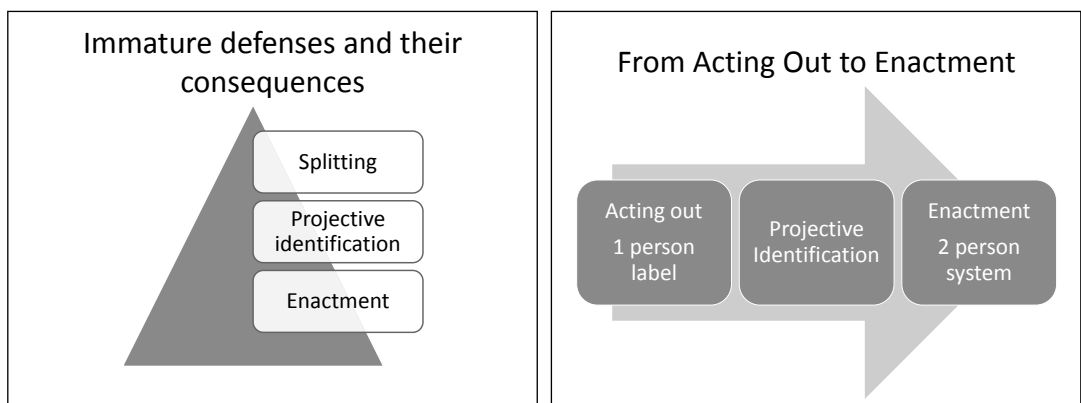 Immature defenses and their
consequences
Splitting
Projective
identification
Enactment
From Acting Out to Enactment
Acting out
1 person
label
Projective
Identification
Enactment
2 person
system